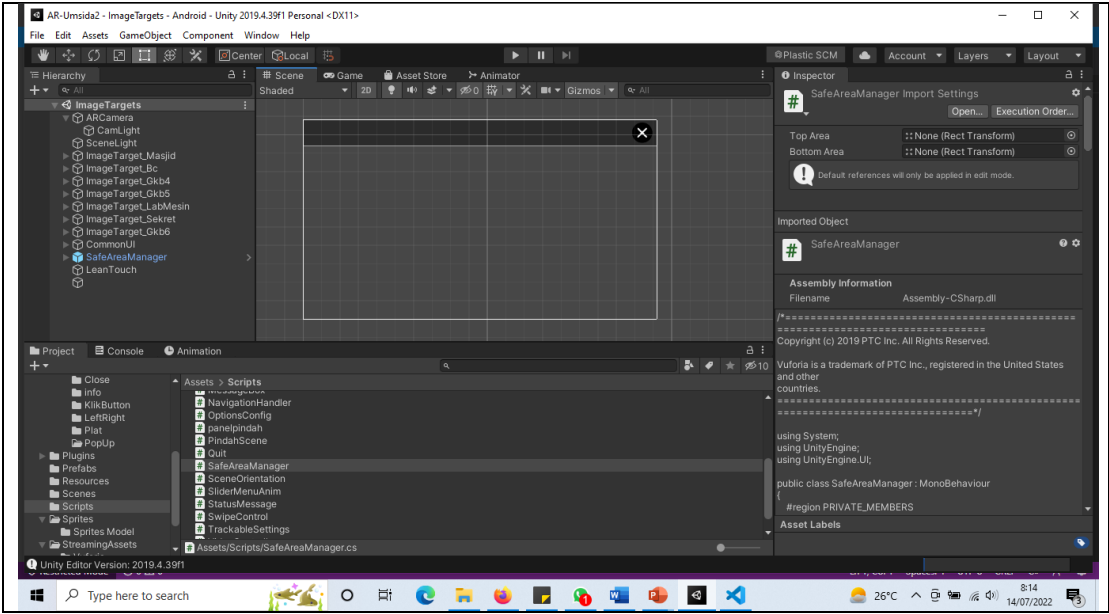 AR-Umsida2 - ImageTargets - Android - Unity 2019.4.39f1 Personal <DX11>
File Edit Assets GameObject Component Window Help
Center Local Plastic SCM Account Layers Layout
Hierarchy
All
ImageTargets
ARCamera
CamLight
SceneLight
ImageTarget_Masjid
ImageTarget_Bc
ImageTarget_Gkb4
ImageTarget_Gkb5
ImageTarget_LabMesin
ImageTarget_Sekret
ImageTarget_Gkb6
CommonUI
SafeAreaManager
LeanTouch
Scene Game Asset Store Animator
Shaded 2D 0 Gizmos All
Inspector
SafeAreaManager Import Settings
Open... Execution Order...
Top Area None (Rect Transform)
Bottom Area None (Rect Transform)
Default references will only be applied in edit mode.
Imported Object
SafeAreaManager
Assembly Information
Filename Assembly-CSharp.dll
/*==============================================
================================
Copyright (c) 2019 PTC Inc. All Rights Reserved.
Vuforia is a trademark of PTC Inc., registered in the United States
and other
countries.
================================================
==============================*/
using System;
using UnityEngine;
using UnityEngine.UI;
public class SafeAreaManager : MonoBehaviour
{
#region PRIVATE_MEMBERS
Asset Labels
Project Console Animation
10
Close
info
KlikButton
LeftRight
Plat
PopUp
Plugins
Prefabs
Resources
Scenes
Scripts
Sprites
Sprites Model
StreamingAssets
Assets > Scripts
MessageBox
NavigationHandler
OptionsConfig
panelpindah
PindahScene
Quit
SafeAreaManager
SceneOrientation
SliderMenuAnim
StatusMessage
SwipeControl
TrackableSettings
Assets/Scripts/SafeAreaManager.cs
Unity Editor Version: 2019.4.39f1
Type here to search
26°C
8:14
14/07/2022
3